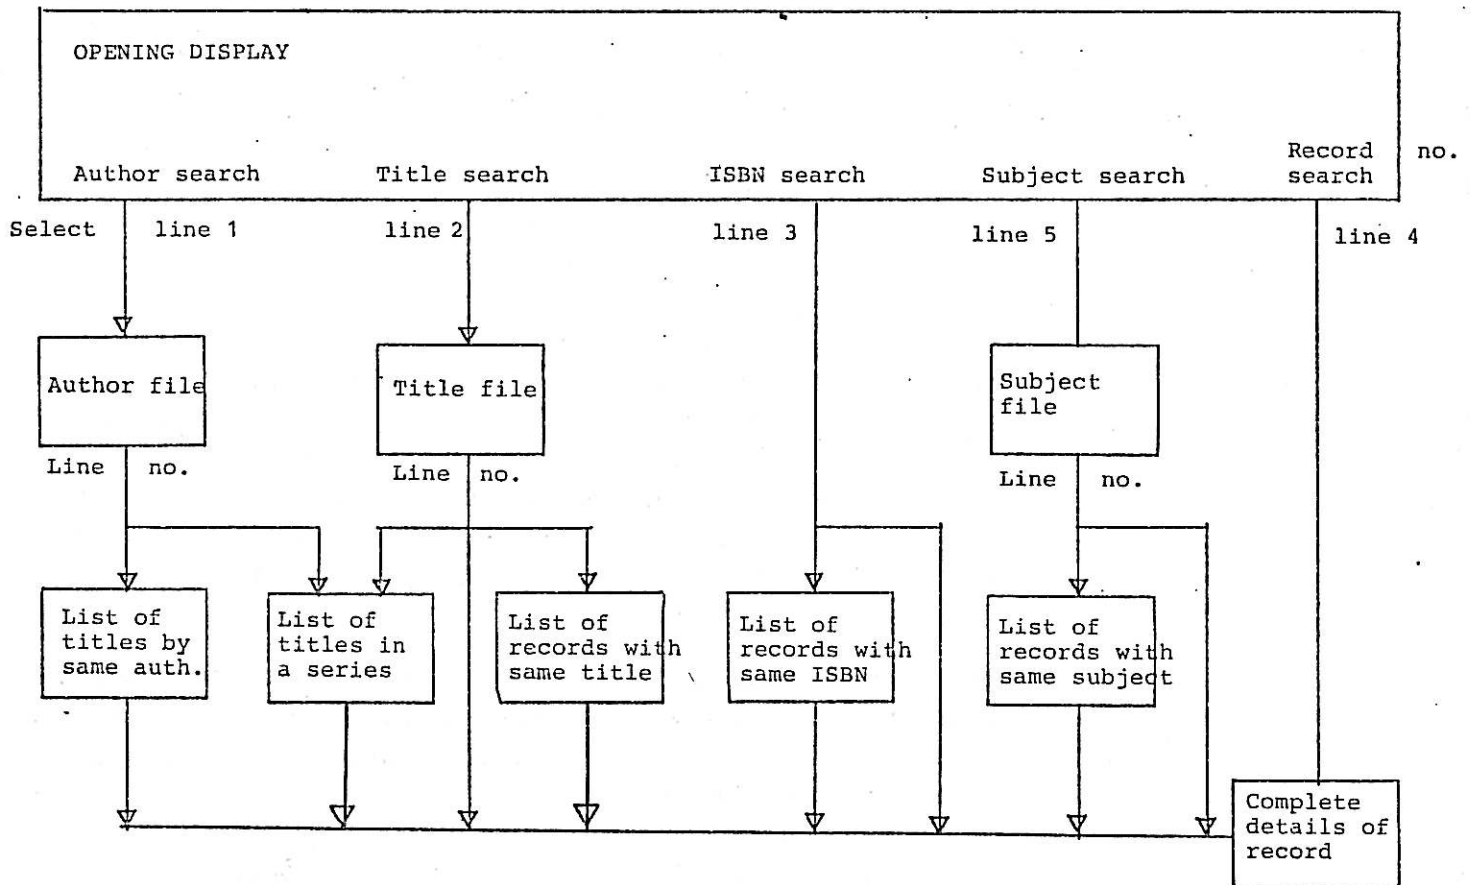 OPENING DISPLAY
Record no.
Author search Title search ISBN search Subject search search
Select line 1 line 2 line 3 line 5 line 4
Author file
Title file
Subject
file
Line no.
Line no.
Line no.
List of
titles by
same auth.
List of
titles in
a series
List of
records with
same title
List of
records with
same ISBN
List of
records with
same subject
Complete
details of
record